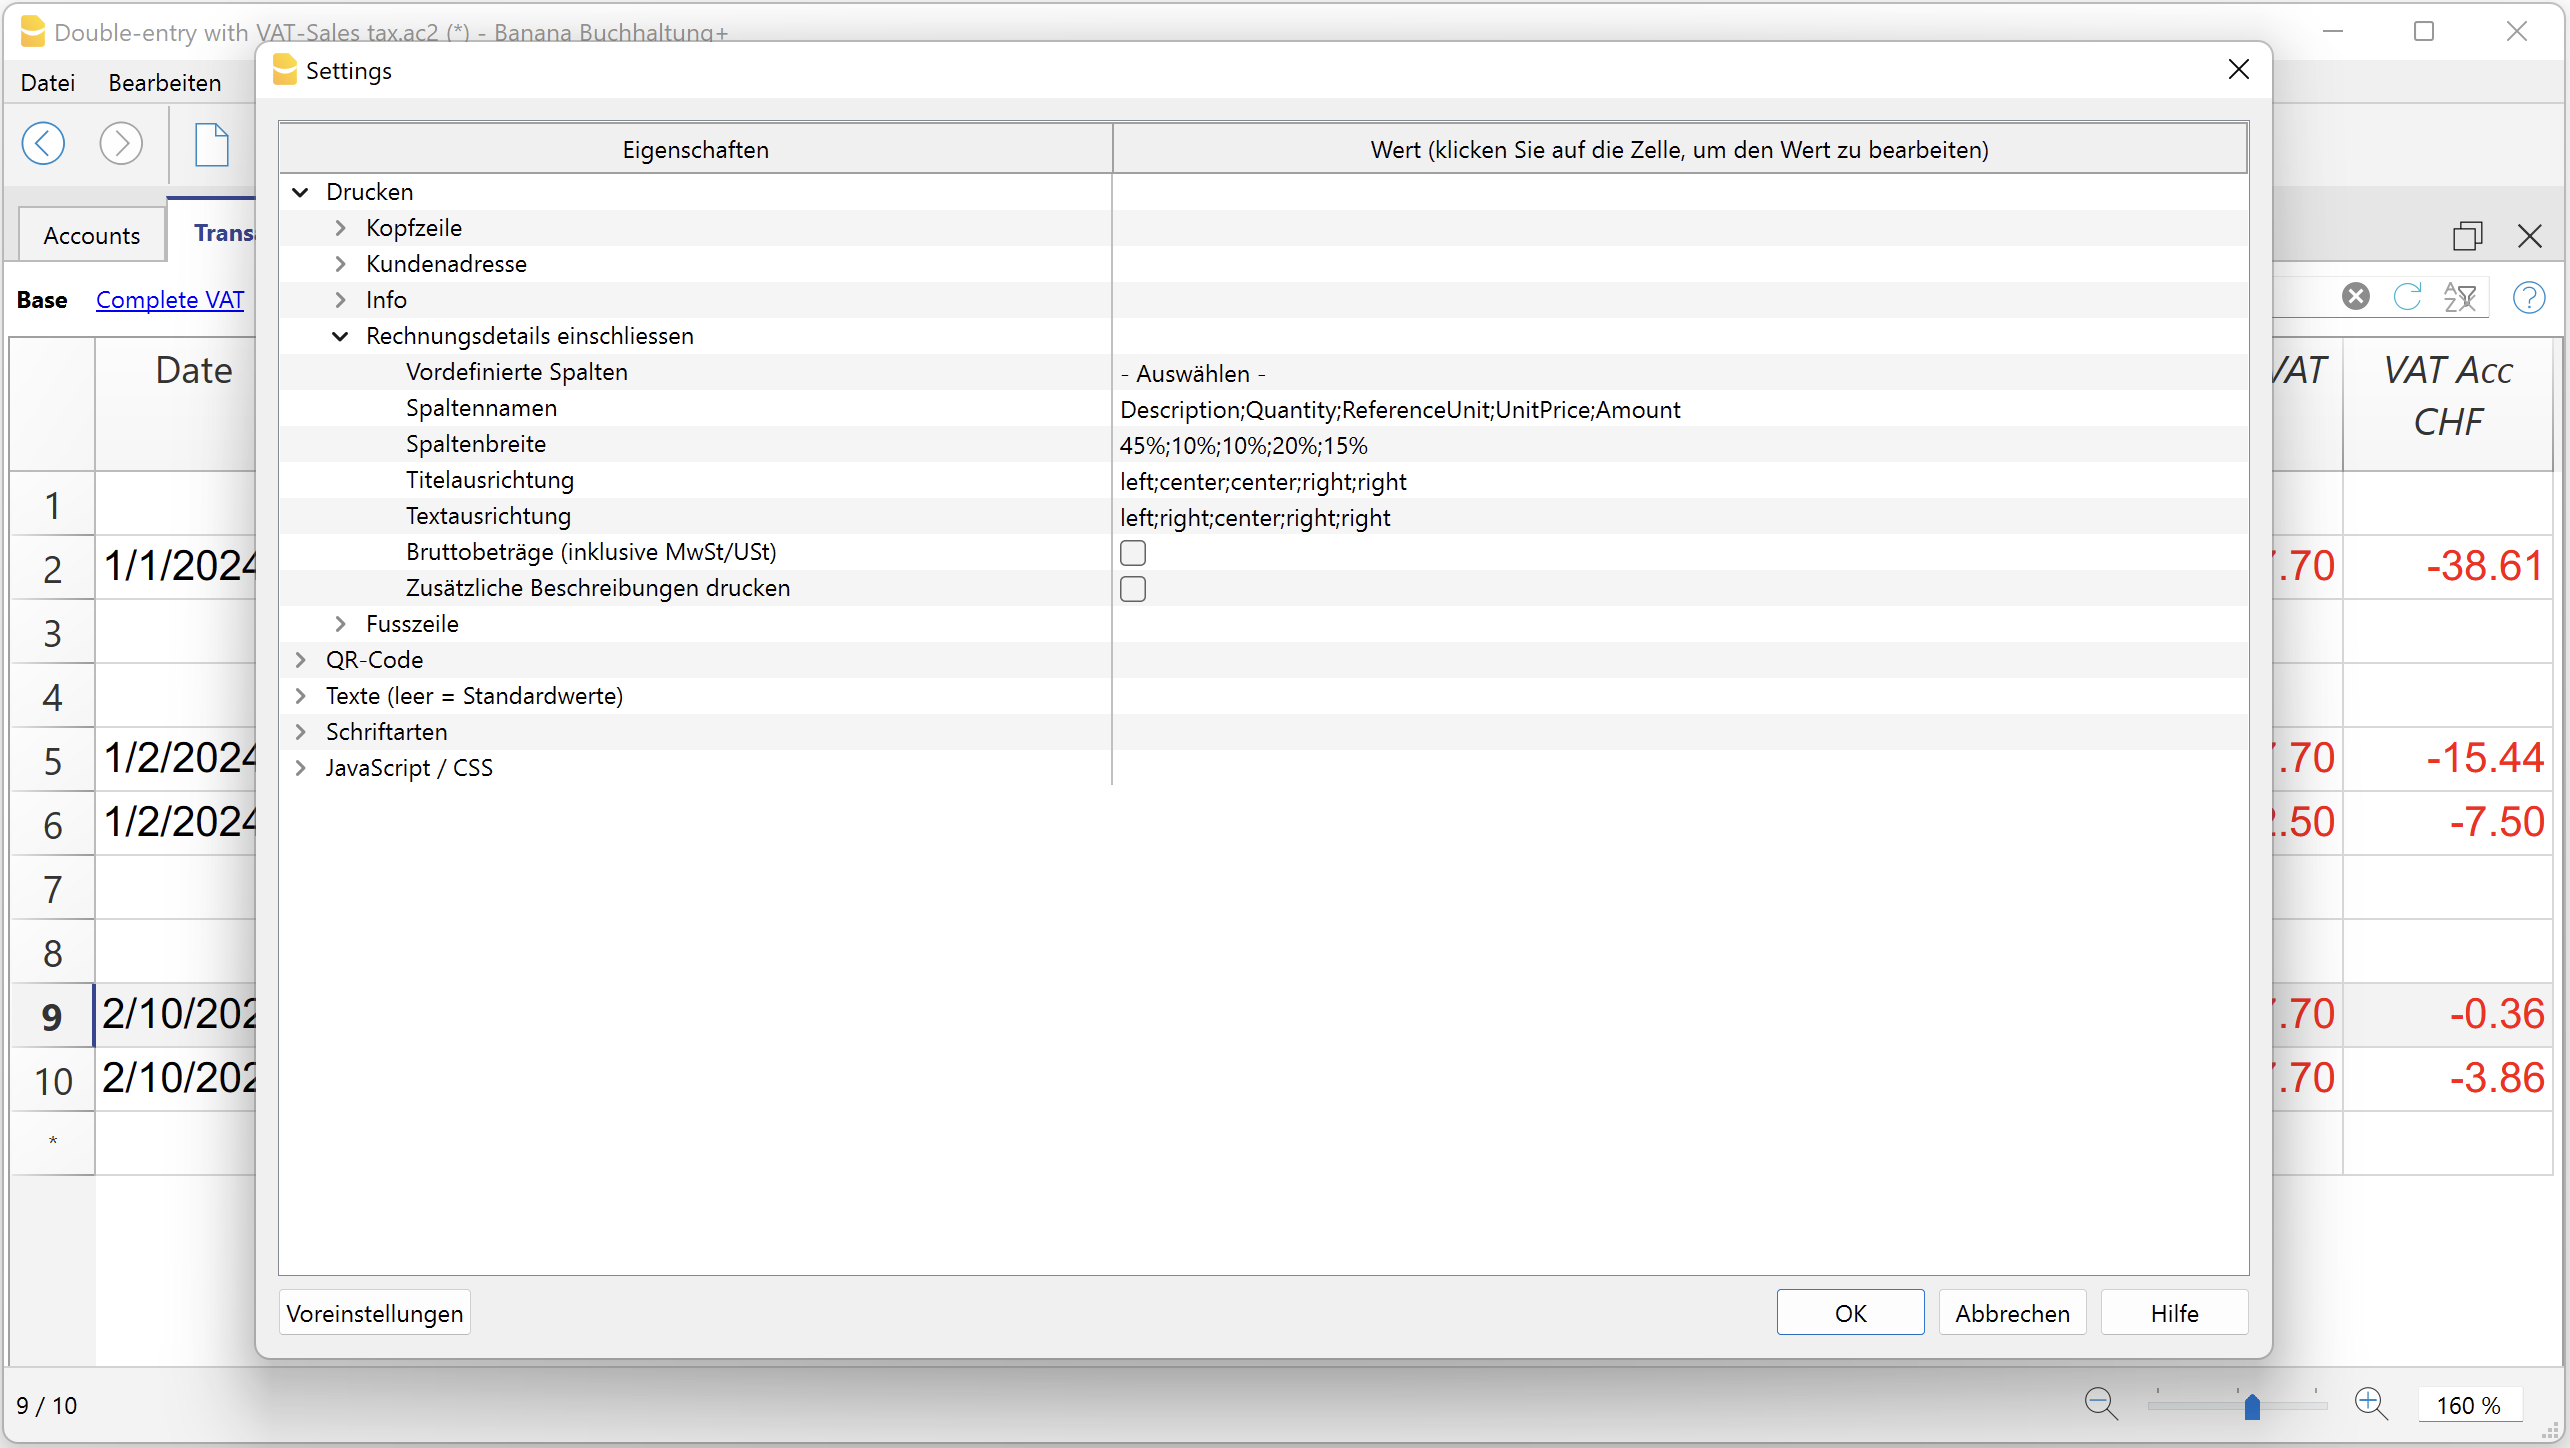 Double-entry with VAT-Sales tax.ac2 (*) - Banana Buchhaltung+
Settings
Datei Bearbeiten
Eigenschaften Wert (klicken Sie auf die Zelle, um den Wert zu bearbeiten)
Drucken
Kopfzeile
Kundenadresse
Info
Rechnungsdetails einschliessen
Vordefinierte Spalten - Auswählen -
Spaltennamen Description;Quantity;ReferenceUnit;UnitPrice;Amount
Spaltenbreite 45%;10%;10%;20%;15%
Titelausrichtung left;center;center;right;right
Textausrichtung left;right;center;right;right
Bruttobeträge (inklusive MwSt/USt)
Zusätzliche Beschreibungen drucken
Fusszeile
QR-Code
Texte (leer = Standardwerte)
Schriftarten
JavaScript / CSS
Voreinstellungen OK Abbrechen Hilfe
Accounts Trans
Base Complete VAT
Date VAT VAT Acc
CHF
1
2 1/1/2024 .70 -38.61
3
4
5 1/2/2024 .70 -15.44
6 1/2/2024 .50 -7.50
7
8
9 2/10/202 .70 -0.36
10 2/10/202 .70 -3.86
*
9 / 10 160 %